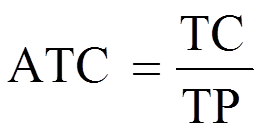 ATC = TC / TP